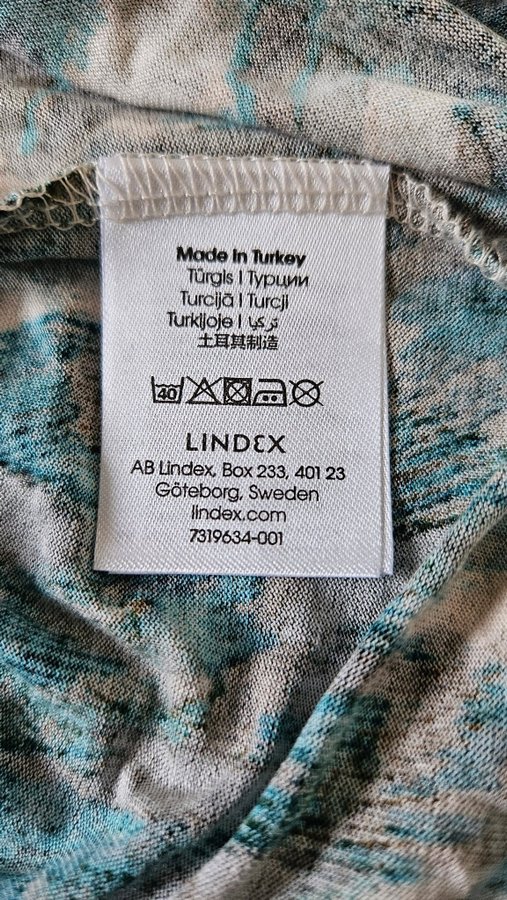 Made in Turkey
Türgis | Турции
Turcijā | Turcji
Turkijoje | تركيا
土耳其制造
40
LINDEX
AB Lindex, Box 233, 401 23
Göteborg, Sweden
lindex.com
7319634-001